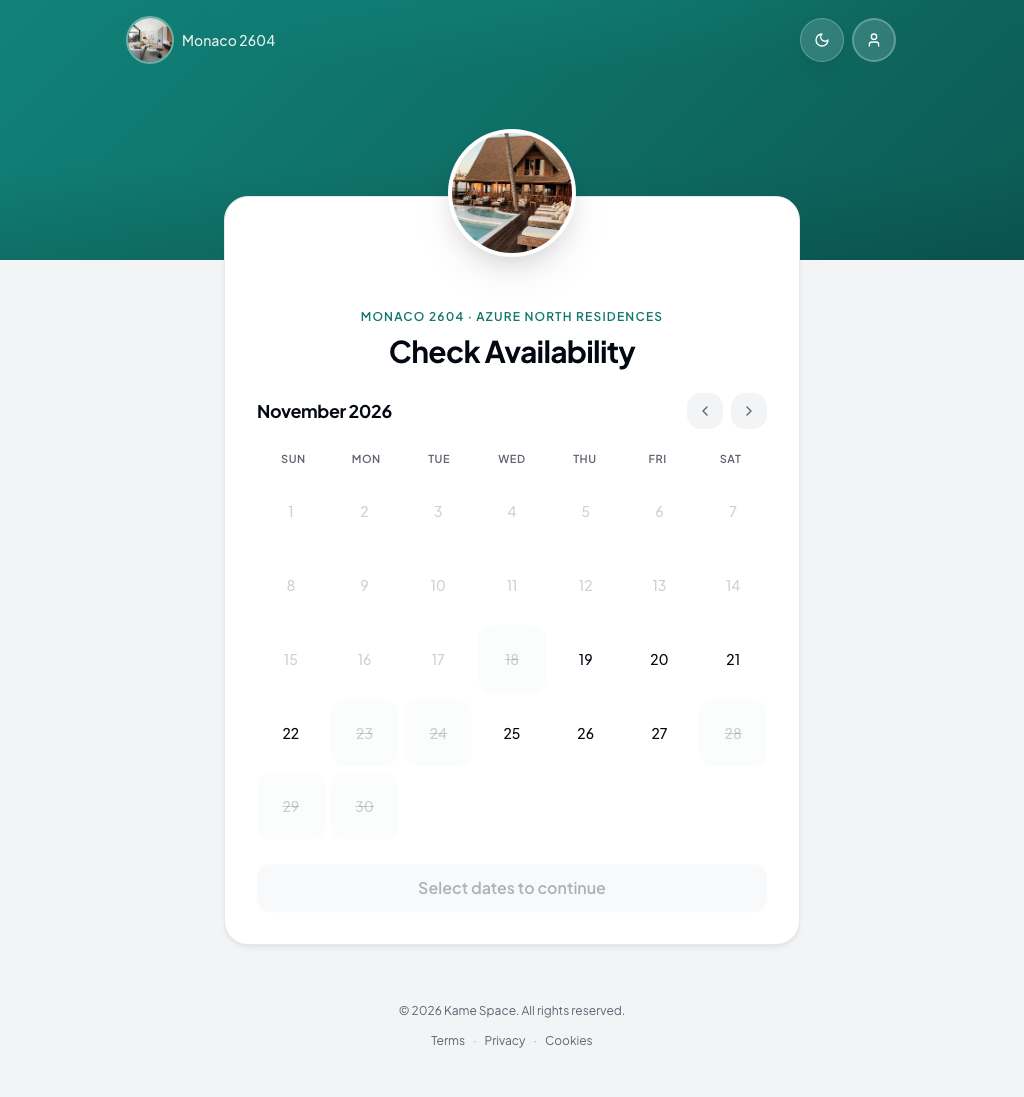 Monaco 2604
MONACO 2604 · AZURE NORTH RESIDENCES
Check Availability
November 2026
SUN MON TUE WED THU FRI SAT
1 2 3 4 5 6 7
8 9 10 11 12 13 14
15 16 17 18 19 20 21
22 23 24 25 26 27 28
29 30
Select dates to continue
© 2026 Kame Space. All rights reserved.
Terms · Privacy · Cookies